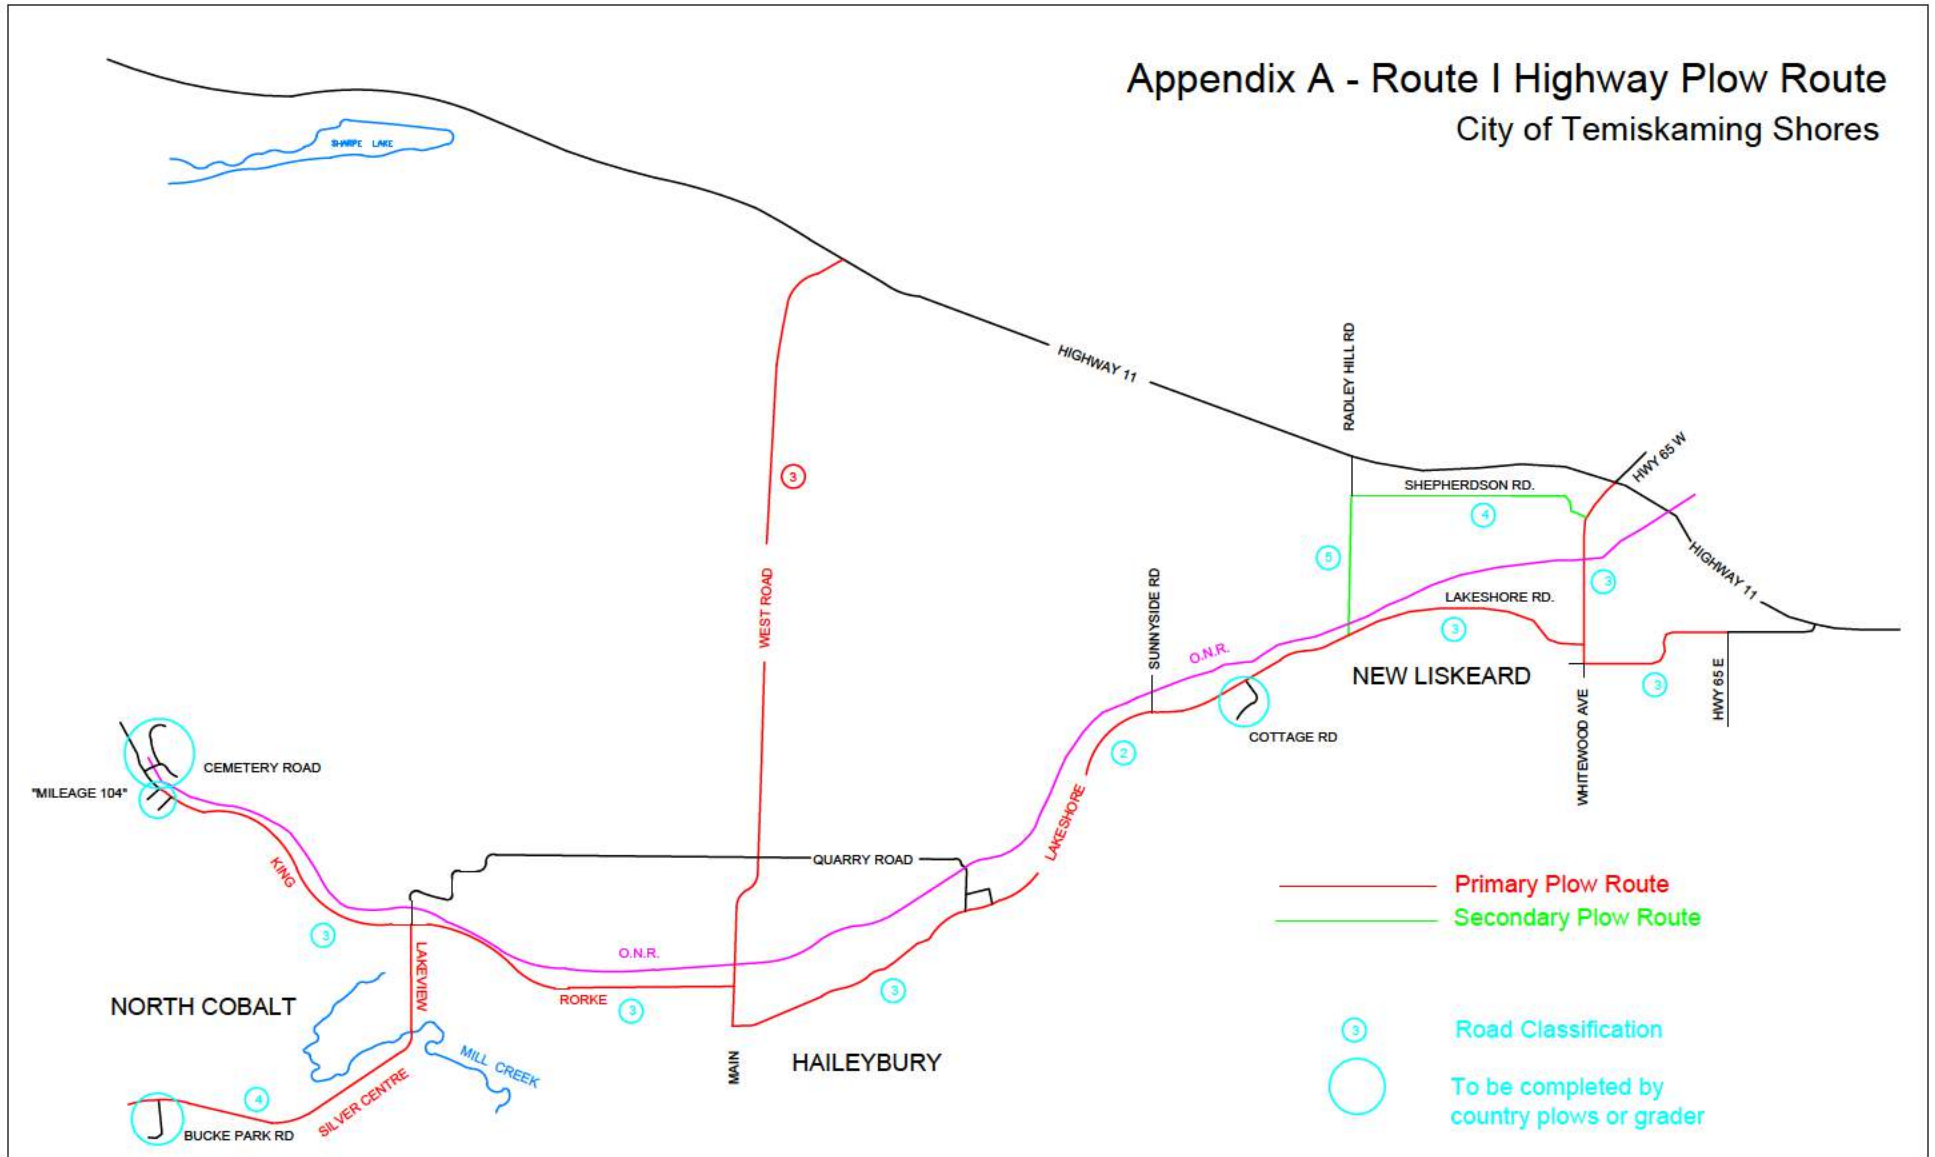 Appendix A - Route I Highway Plow Route
City of Temiskaming Shores
SHARPE LAKE
HIGHWAY 11
RADLEY HILL RD
HWY 65 W
SHEPHERDSON RD.
3
4
5
HIGHWAY 11
WEST ROAD
SUNNYSIDE RD
LAKESHORE RD.
3
3
O.N.R.
NEW LISKEARD
3
HWY 65 E
WHITEWOOD AVE
COTTAGE RD
2
CEMETERY ROAD
"MILEAGE 104"
LAKESHORE
QUARRY ROAD
KING
3
Primary Plow Route
Secondary Plow Route
LAKEVIEW
O.N.R.
RORKE
3
3
NORTH COBALT
MILL CREEK
MAIN
HAILEYBURY
3
Road Classification
4
SILVER CENTRE
BUCKE PARK RD
To be completed by
country plows or grader